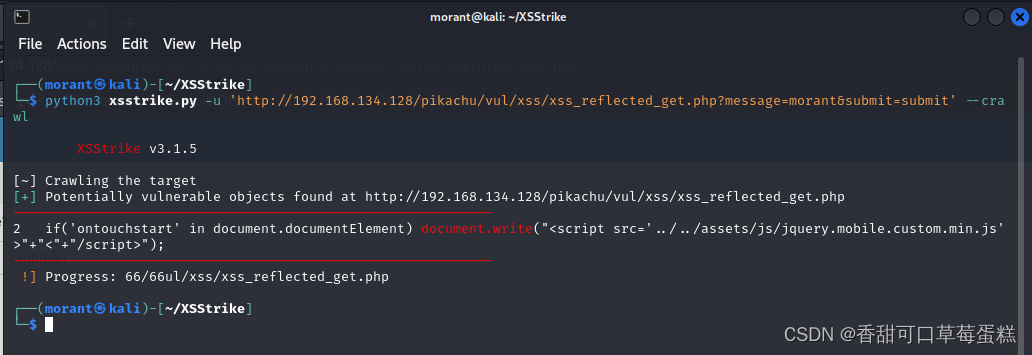 morant@kali: ~/XSStrike
File Actions Edit View Help
┌──(morant㉿kali)-[~/XSStrike]
└─$ python3 xsstrike.py -u 'http://192.168.134.128/pikachu/vul/xss/xss_reflected_get.php?message=morant&submit=submit' --cra
wl
XSStrike v3.1.5
[~] Crawling the target
[+] Potentially vulnerable objects found at http://192.168.134.128/pikachu/vul/xss/xss_reflected_get.php
2 if('ontouchstart' in document.documentElement) document.write("<script src='../../assets/js/jquery.mobile.custom.min.js'
>"+"<"+"/script>");
!] Progress: 66/66ul/xss/xss_reflected_get.php
┌──(morant㉿kali)-[~/XSStrike]
└─$
CSDN @香甜可口草莓蛋糕